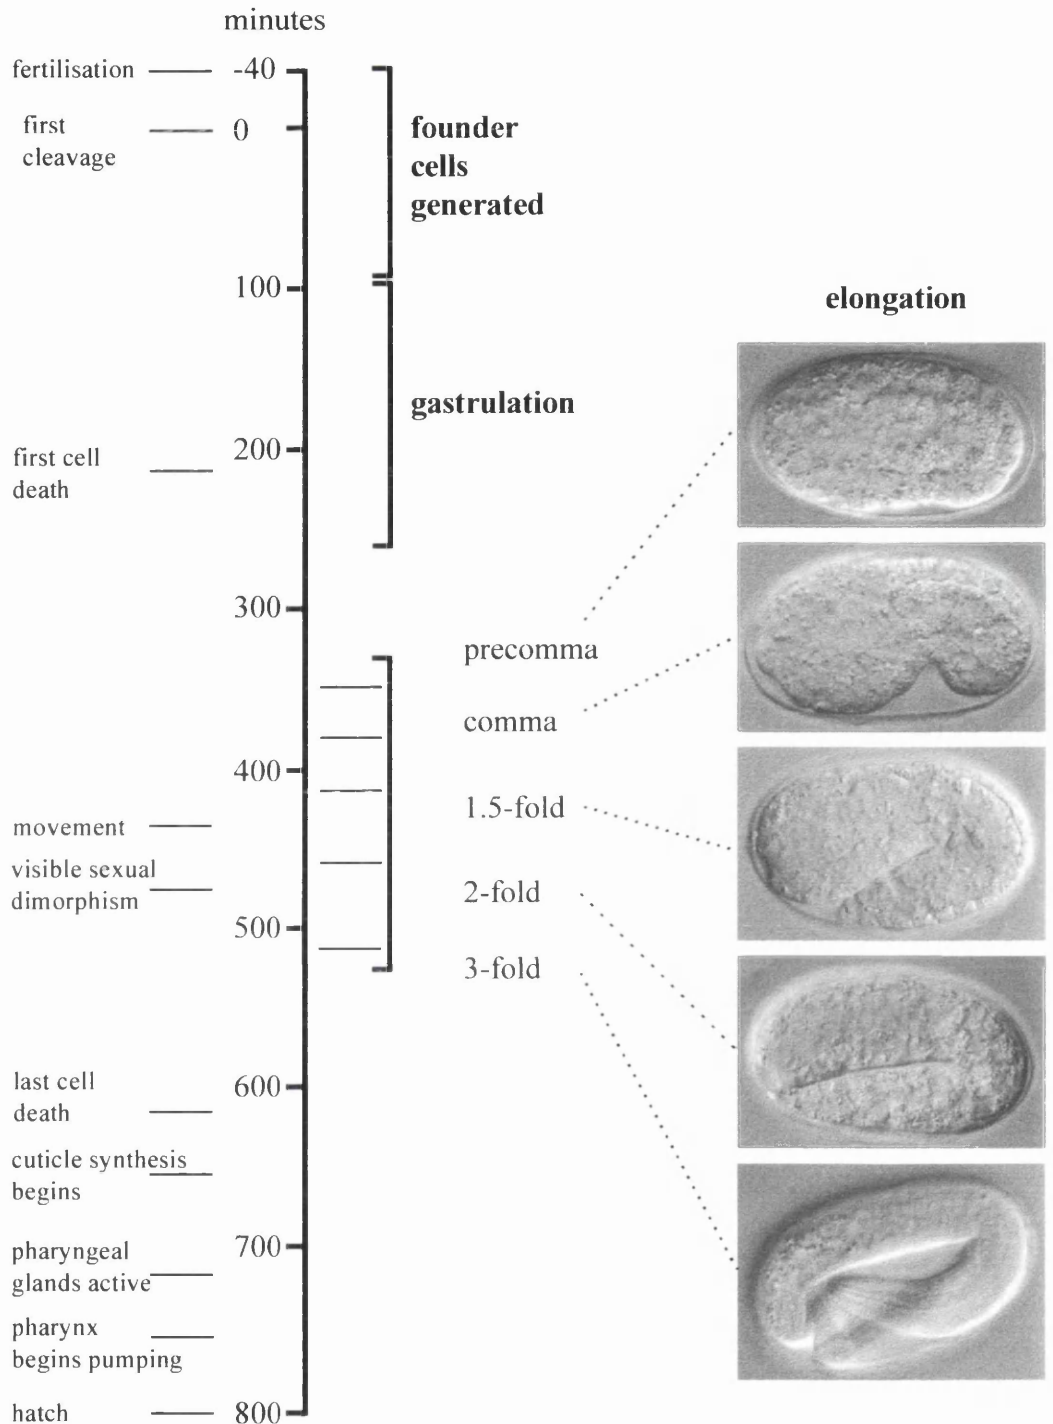 minutes
fertilisation
-40
first
cleavage
0
founder
cells
generated
100
elongation
gastrulation
200
first cell
death
300
precomma
comma
400
1.5-fold
movement
visible sexual
dimorphism
2-fold
500
3-fold
last cell
death
600
cuticle synthesis
begins
700
pharyngeal
glands active
pharynx
begins pumping
hatch
800